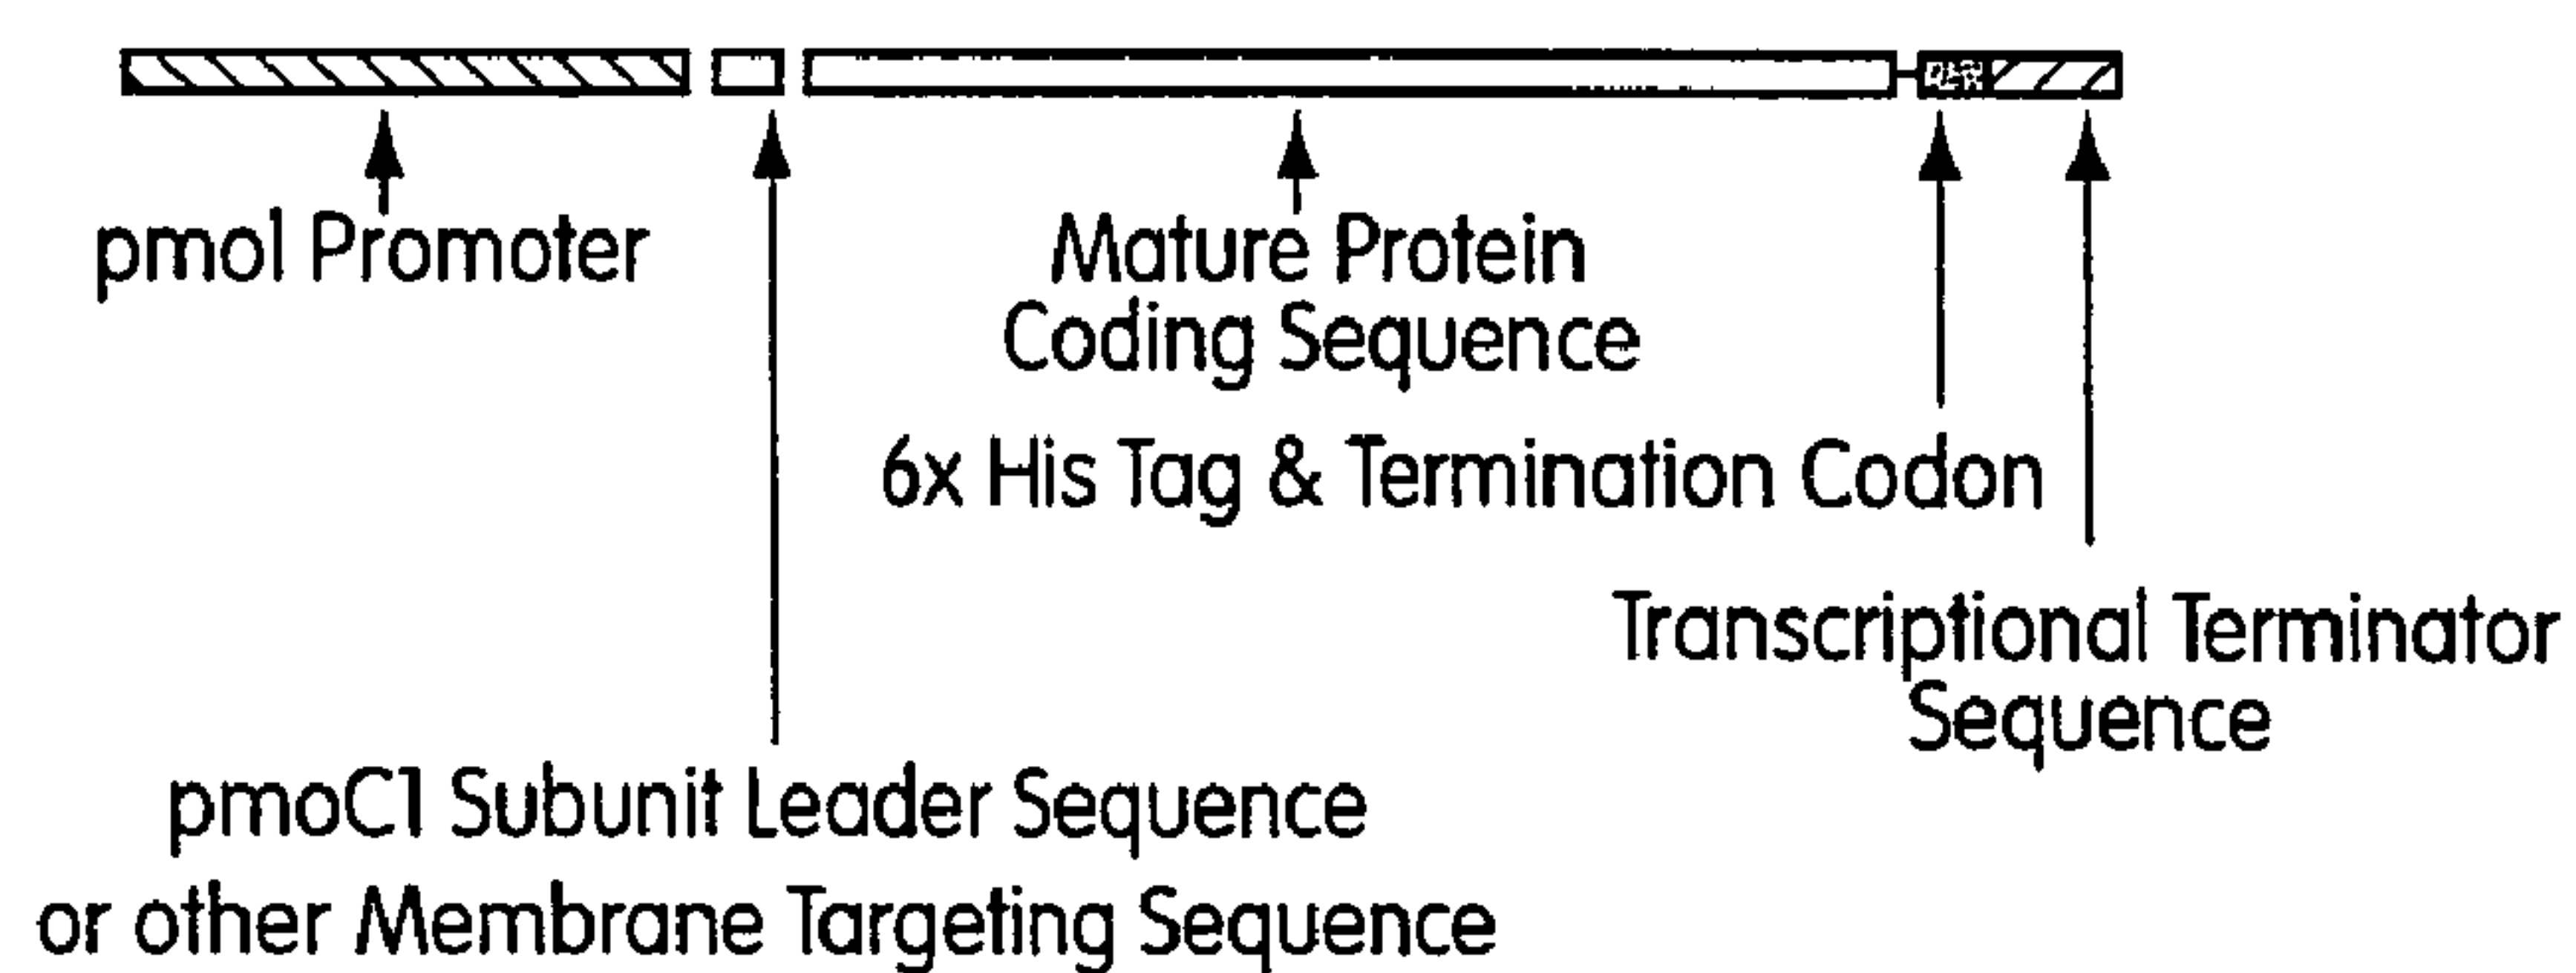 pmo1 Promoter
Mature Protein
Coding Sequence
6x His Tag & Termination Codon
Transcriptional Terminator
Sequence
pmoC1 Subunit Leader Sequence
or other Membrane Targeting Sequence